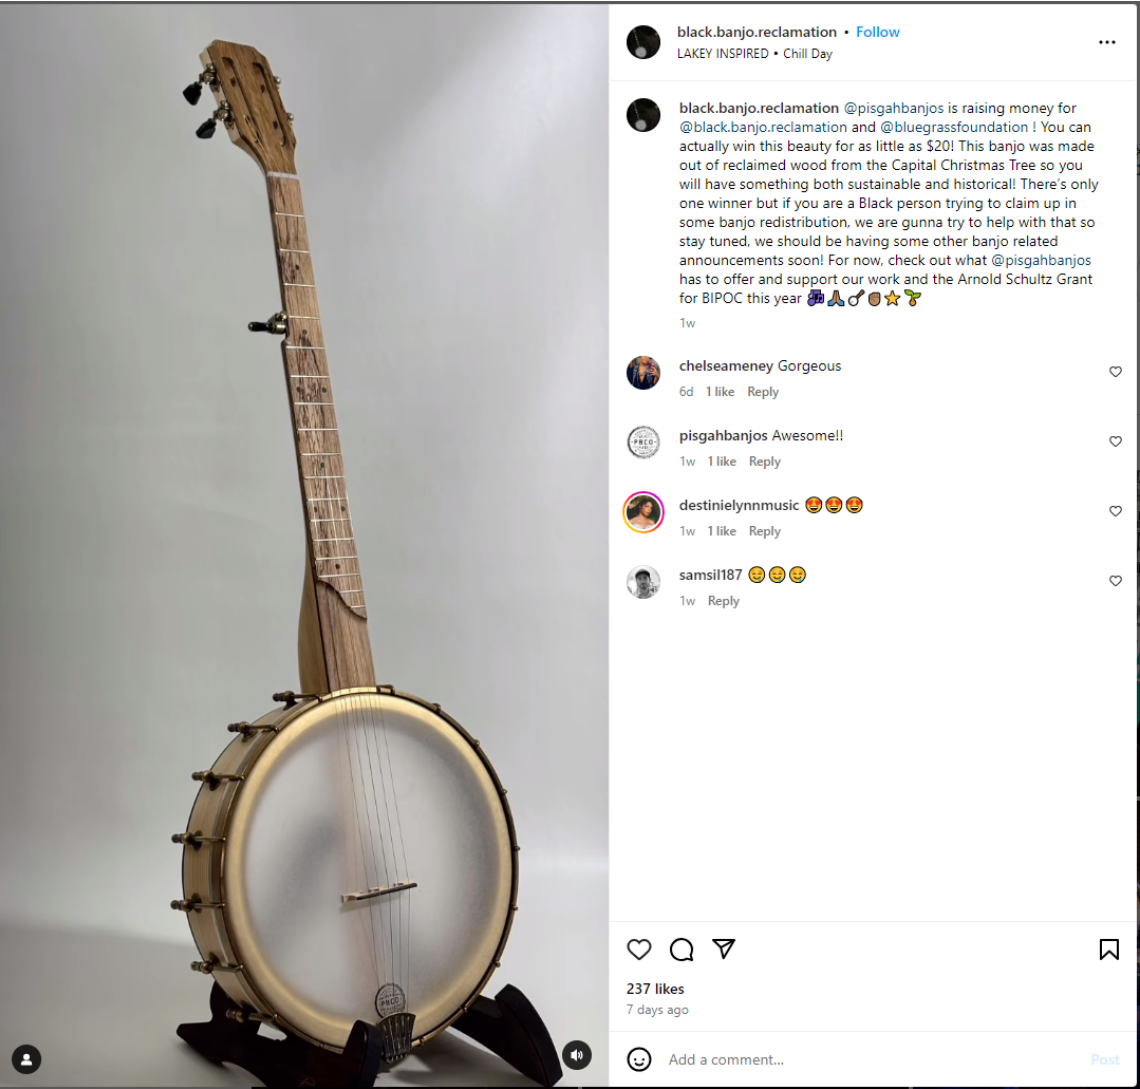 black.banjo.reclamation • Follow
LAKEY INSPIRED • Chill Day
black.banjo.reclamation @pisgahbanjos is raising money for
@black.banjo.reclamation and @bluegrassfoundation ! You can
actually win this beauty for as little as $20! This banjo was made
out of reclaimed wood from the Capital Christmas Tree so you
will have something both sustainable and historical! There's only
one winner but if you are a Black person trying to claim up in
some banjo redistribution, we are gunna try to help with that so
stay tuned, we should be having some other banjo related
announcements soon! For now, check out what @pisgahbanjos
has to offer and support our work and the Arnold Schultz Grant
for BIPOC this year 🎶🙏🏾🪕✊🏾⭐🌱
1w
chelseameney Gorgeous
6d 1 like Reply
PBCO
pisgahbanjos Awesome!!
1w 1 like Reply
destinielynnmusic 🤩🤩🤩
1w 1 like Reply
samsil187 😊😊🤤
1w Reply
PBCO
237 likes
7 days ago
Add a comment...
Post